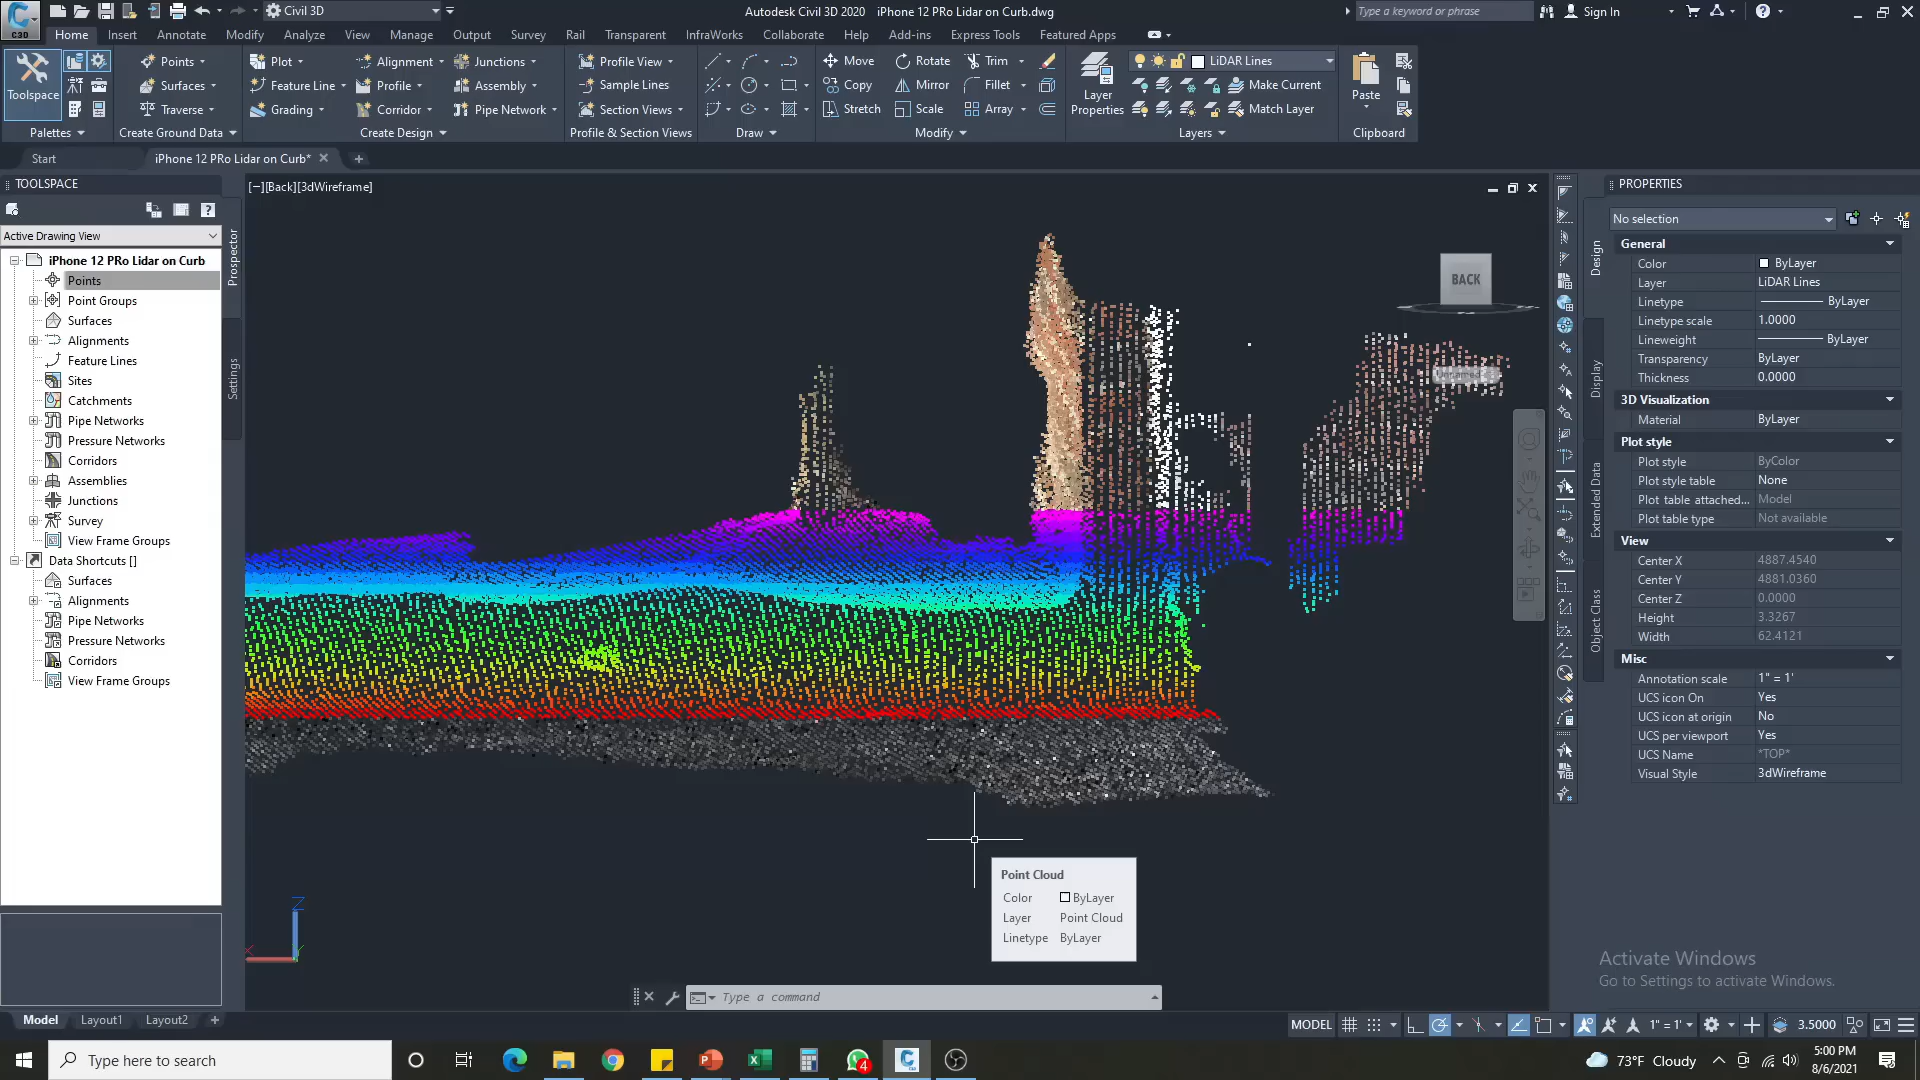 C3D
Civil 3D
Autodesk Civil 3D 2020 iPhone 12 PRo Lidar on Curb.dwg
Type a keyword or phrase
Sign In
Home Insert Annotate Modify Analyze View Manage Output Survey Rail Transparent InfraWorks Collaborate Help Add-ins Express Tools Featured Apps
Toolspace
Palettes
Points
Surfaces
Traverse
Create Ground Data
Plot Alignment Junctions
Feature Line Profile Assembly
Grading Corridor Pipe Network
Create Design
Profile View
Sample Lines
Section Views
Profile & Section Views
Draw
Move Rotate Trim
Copy Mirror Fillet
Stretch Scale Array
Modify
Layer Properties
LiDAR Lines
Make Current
Match Layer
Layers
Paste
Clipboard
Start iPhone 12 PRo Lidar on Curb*
TOOLSPACE
Active Drawing View
iPhone 12 PRo Lidar on Curb
Points
Point Groups
Surfaces
Alignments
Feature Lines
Sites
Catchments
Pipe Networks
Pressure Networks
Corridors
Assemblies
Junctions
Survey
View Frame Groups
Data Shortcuts []
Surfaces
Alignments
Pipe Networks
Pressure Networks
Corridors
View Frame Groups
Prospector
Settings
[−][Back][3dWireframe]
BACK
Unnamed
Z
X
Y
Point Cloud
Color ByLayer
Layer Point Cloud
Linetype ByLayer
Type a command
PROPERTIES
No selection
Design
Display
Extended Data
Object Class
General
Color ByLayer
Layer LiDAR Lines
Linetype ByLayer
Linetype scale 1.0000
Lineweight ByLayer
Transparency ByLayer
Thickness 0.0000
3D Visualization
Material ByLayer
Plot style
Plot style ByColor
Plot style table None
Plot table attached... Model
Plot table type Not available
View
Center X 4887.4540
Center Y 4881.0360
Center Z 0.0000
Height 3.3267
Width 62.4121
Misc
Annotation scale 1" = 1'
UCS icon On Yes
UCS icon at origin No
UCS per viewport Yes
UCS Name *TOP*
Visual Style 3dWireframe
Activate Windows
Go to Settings to activate Windows.
Model Layout1 Layout2
MODEL 1" = 1' 3.5000
Type here to search
4
C3D
73°F Cloudy
5:00 PM
8/6/2021